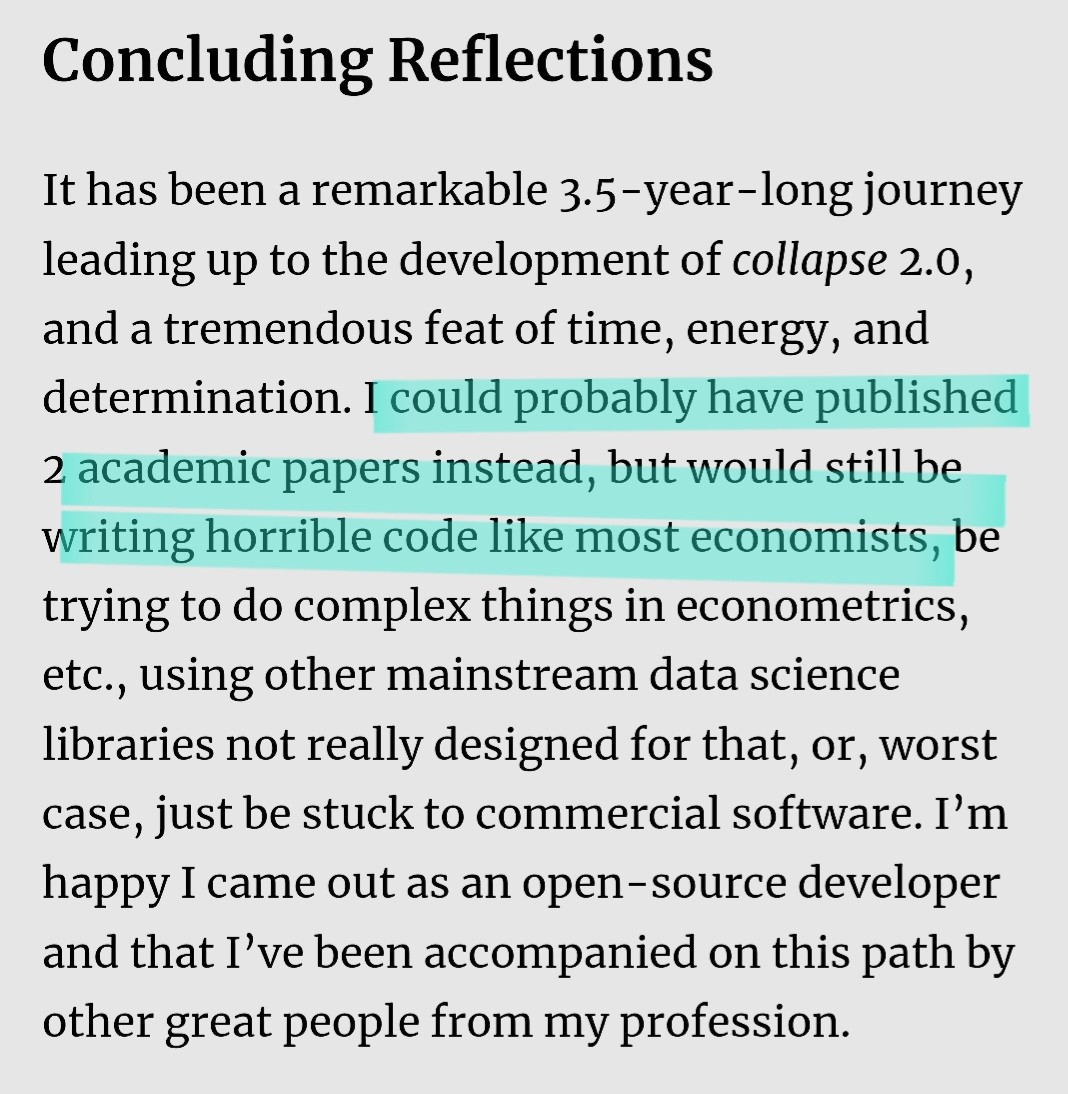 Concluding Reflections
It has been a remarkable 3.5-year-long journey
leading up to the development of collapse 2.0,
and a tremendous feat of time, energy, and
determination. I could probably have published
2 academic papers instead, but would still be
writing horrible code like most economists, be
trying to do complex things in econometrics,
etc., using other mainstream data science
libraries not really designed for that, or, worst
case, just be stuck to commercial software. I’m
happy I came out as an open-source developer
and that I’ve been accompanied on this path by
other great people from my profession.